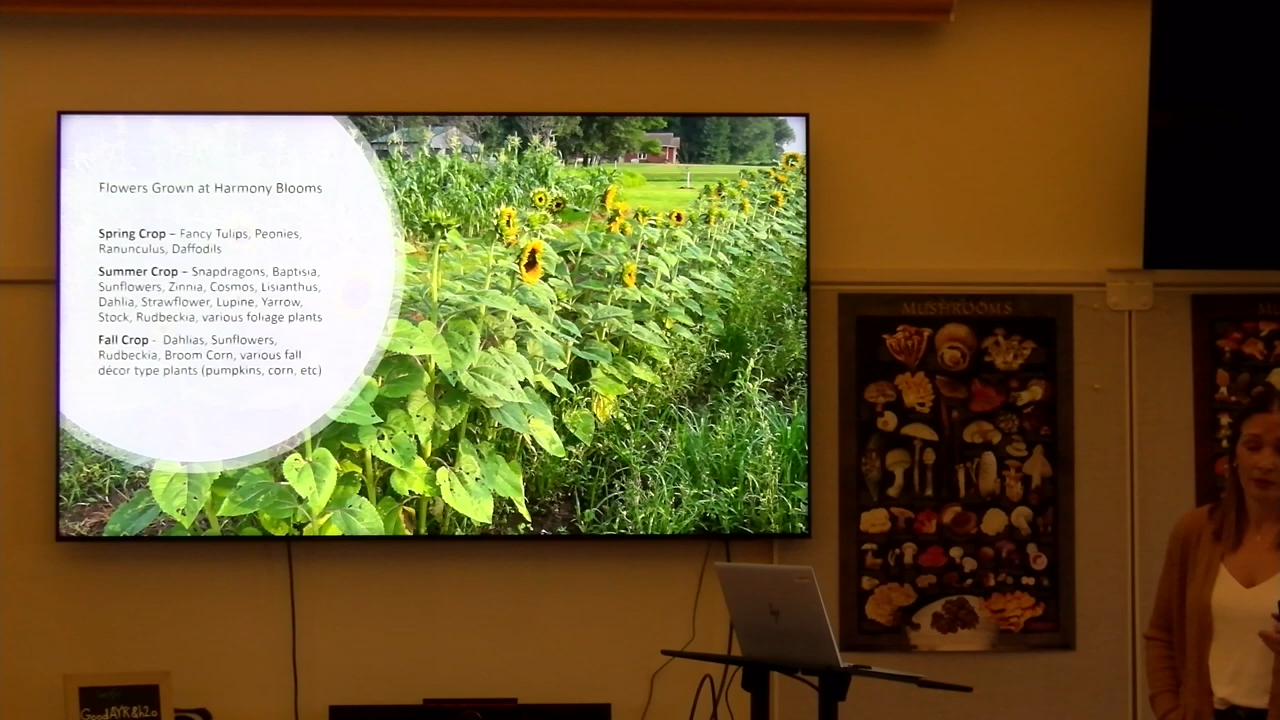 Flowers Grown at Harmony Blooms
Spring Crop – Fancy Tulips, Peonies,
Ranunculus, Daffodils
Summer Crop – Snapdragons, Baptisia,
Sunflowers, Zinnia, Cosmos, Lisianthus,
Dahlia, Strawflower, Lupine, Yarrow,
Stock, Rudbeckia, various foliage plants
Fall Crop - Dahlias, Sunflowers,
Rudbeckia, Broom Corn, various fall
décor type plants (pumpkins, corn, etc)
MUSHROOMS